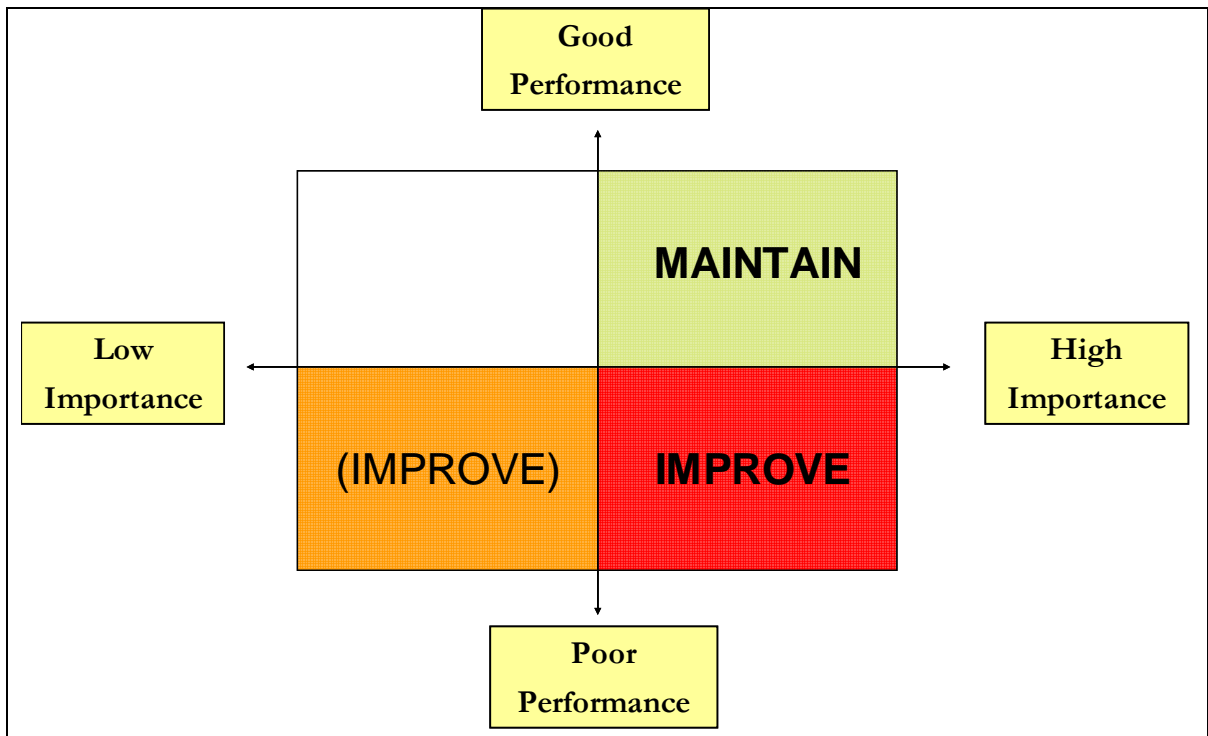 Good
Performance
MAINTAIN
Low
Importance
High
Importance
(IMPROVE)
IMPROVE
Poor
Performance